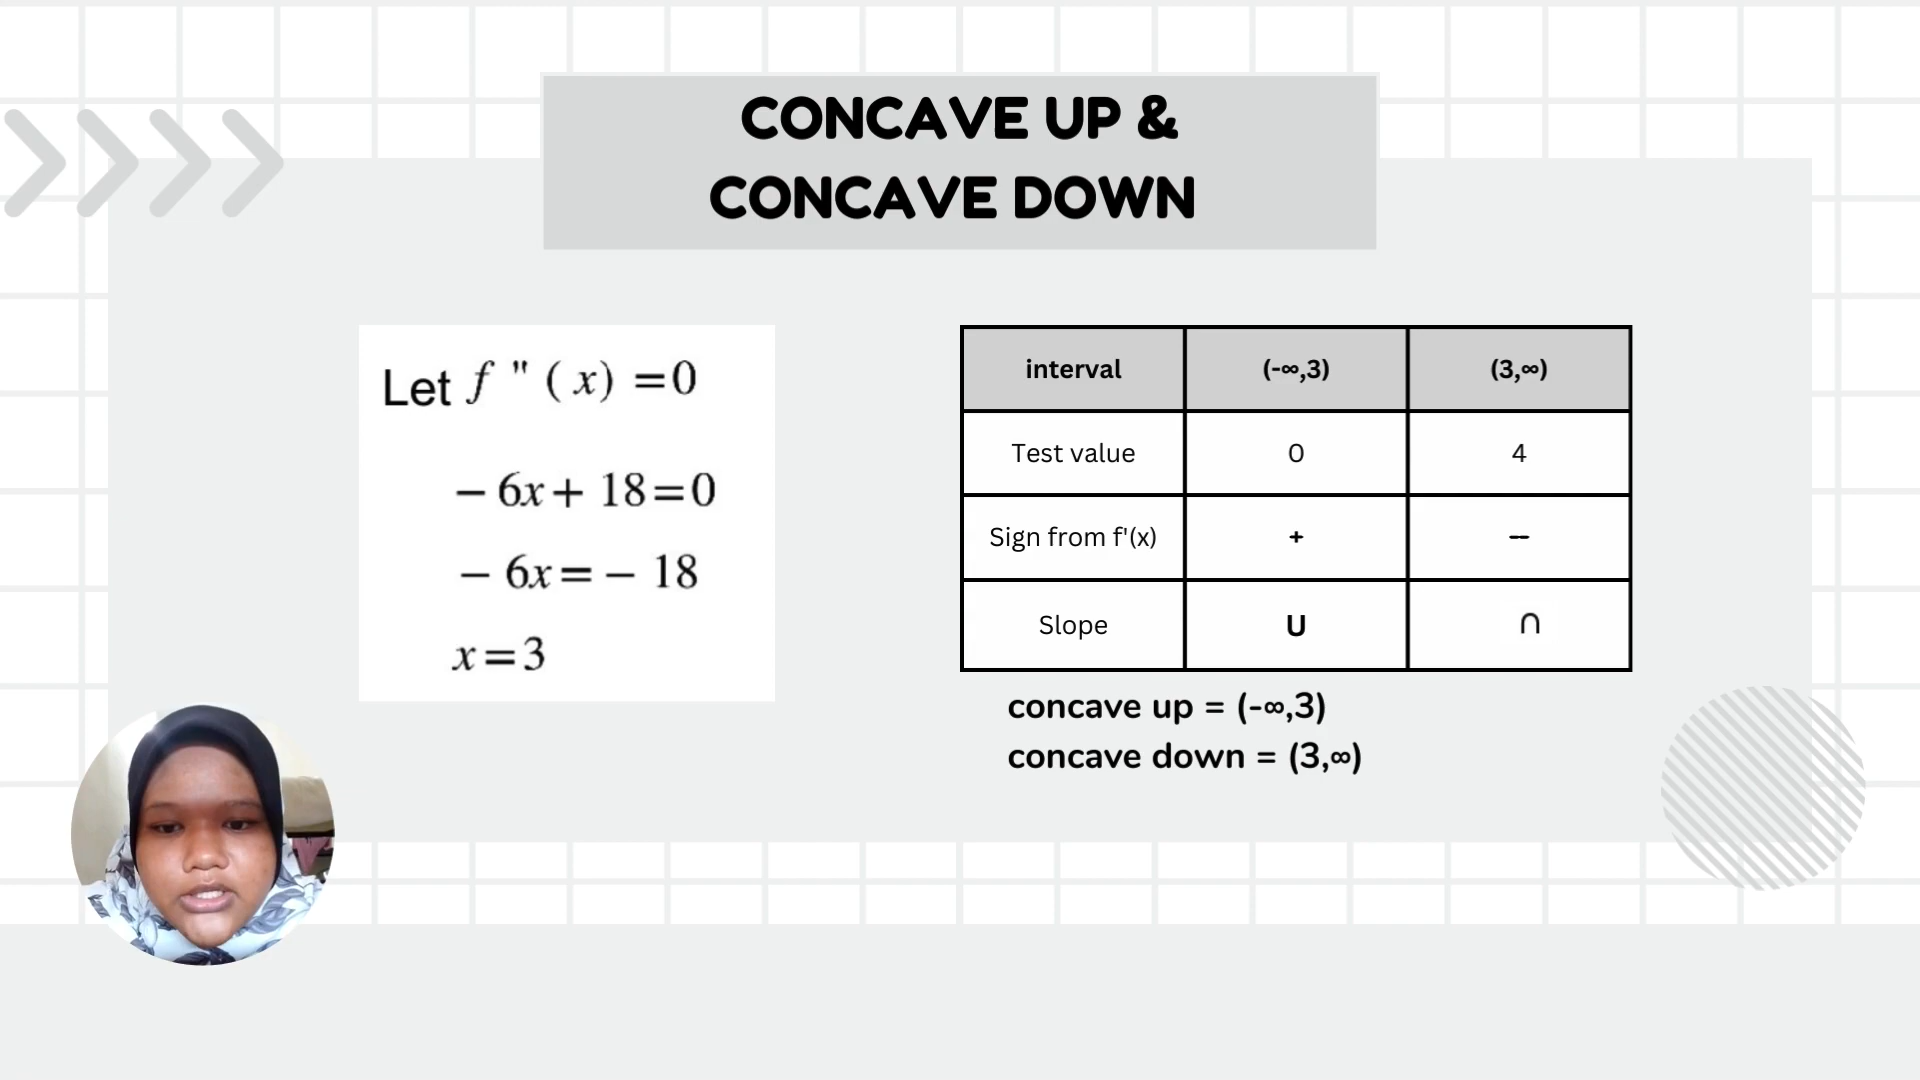 CONCAVE UP &
CONCAVE DOWN
Let f " ( x ) =0
– 6x + 18=0
– 6x = – 18
x=3
interval (-∞,3) (3,∞)
Test value 0 4
Sign from f'(x) + –
Slope U ∩
concave up = (-∞,3)
concave down = (3,∞)